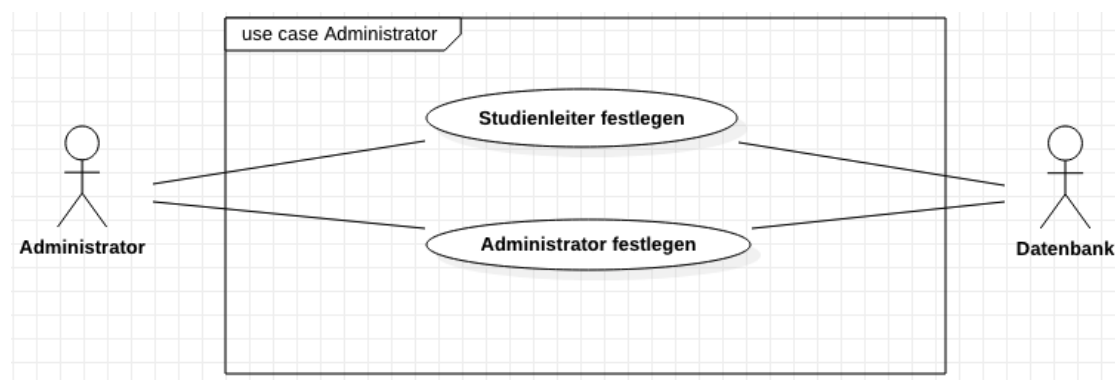 use case Administrator
Studienleiter festlegen
Administrator festlegen
Administrator
Datenbank